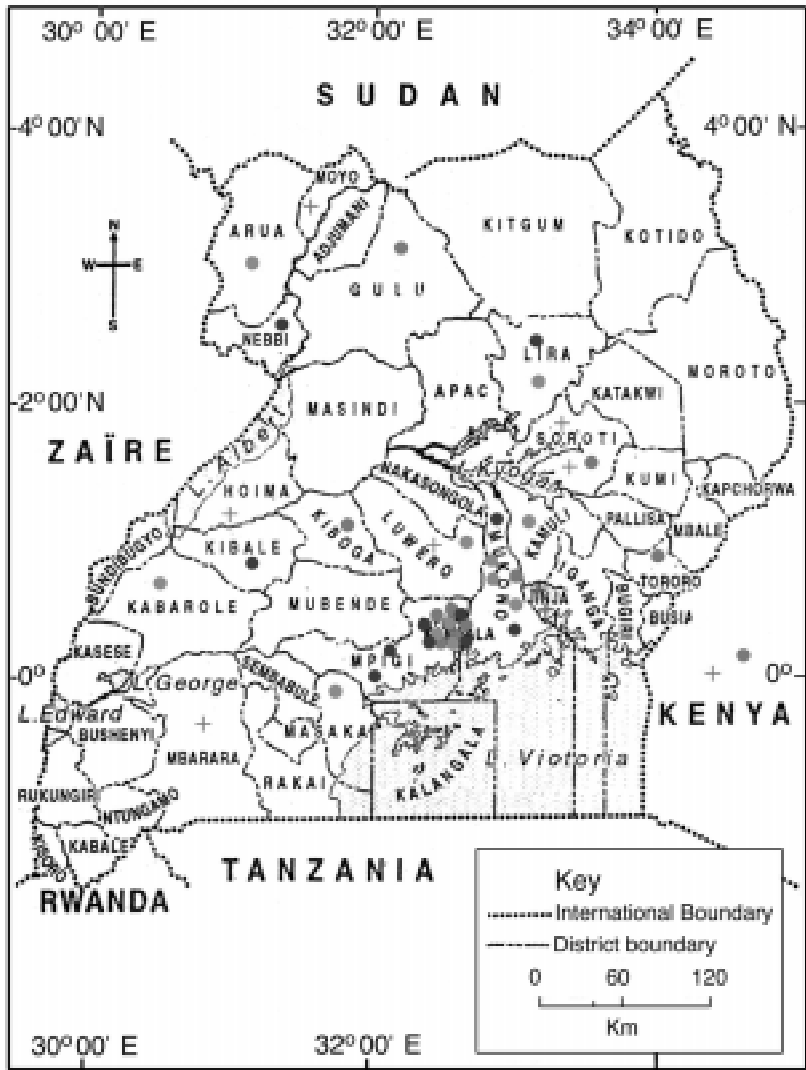 30° 00' E 32° 00' E 34° 00' E
SUDAN
4° 00' N 4° 00' N
MOYO
ARUA
ADJUMANI
KITGUM
KOTIDO
N
W E
S
GULU
NEBBI
LIRA
MOROTO
APAC
KATAKWI
2° 00' N
MASINDI
ZAÏRE
L. Albert
SOROTI
L. Kyoga
NAKASONGOLA
KUMI
KAPCHORWA
HOIMA
KIBOGA
LUWERO
KAMULI
PALLISA
MBALE
BUNDIBUGYO
KIBALE
MUKONO
IGANGA
TORORO
KABAROLE
MUBENDE
JINJA
BUGIRI
BUSIA
KASESE
MPIGI
0° 0°
L. George
SEMBABULE
L. Edward
KENYA
BUSHENYI
MASAKA
MBARARA
KALANGALA
L. Victoria
RAKAI
RUKUNGIRI
NTUNGAMO
KABALE
TANZANIA
RWANDA
Key
International Boundary
District boundary
0 60 120
Km
30° 00' E 32° 00' E